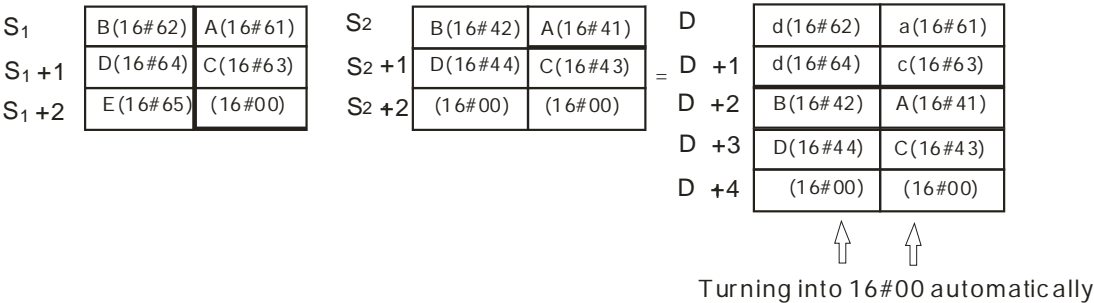 S1 B(16#62) A(16#61) S2 B(16#42) A(16#41) D d(16#62) a(16#61)
S1 +1 D(16#64) C(16#63) S2 +1 D(16#44) C(16#43) = D +1 d(16#64) c(16#63)
S1 +2 E(16#65) (16#00) S2 +2 (16#00) (16#00) D +2 B(16#42) A(16#41)
D +3 D(16#44) C(16#43)
D +4 (16#00) (16#00)
Turning into 16#00 automatically